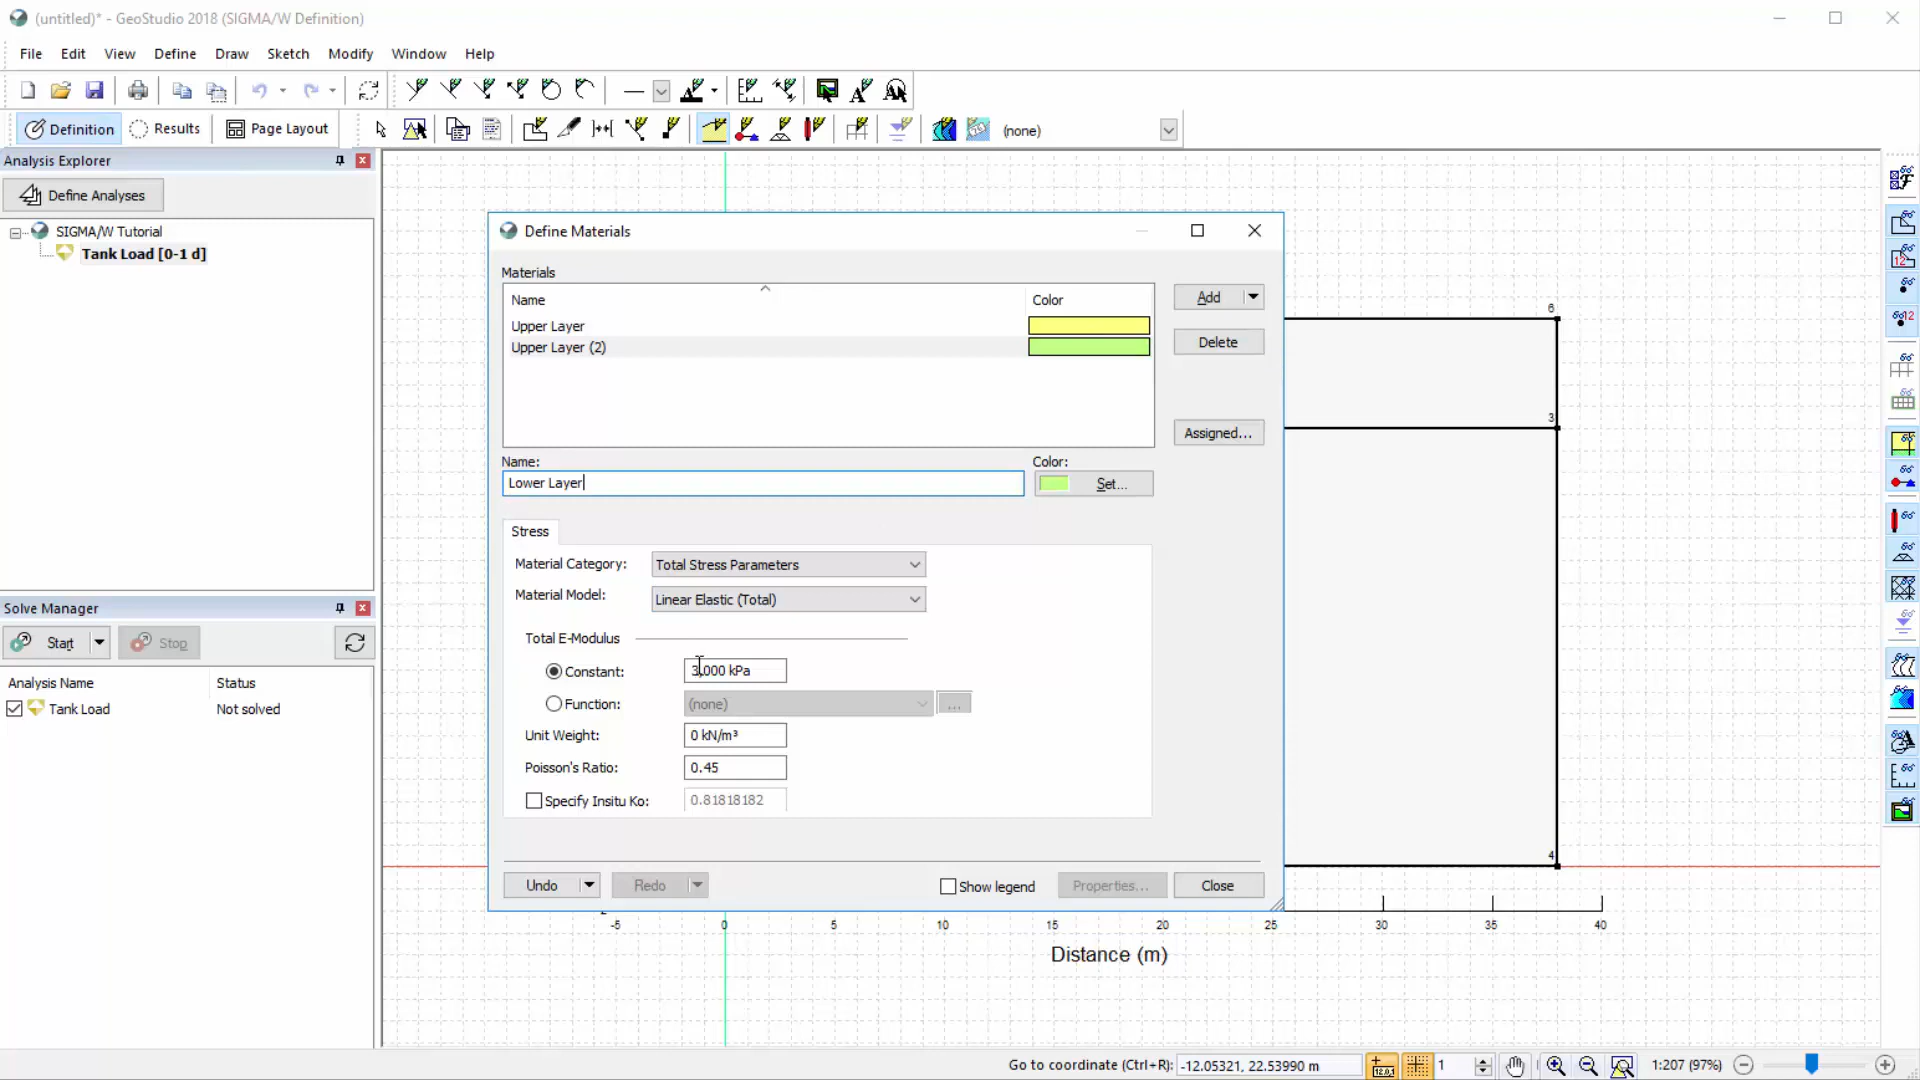 (untitled)* - GeoStudio 2018 (SIGMA/W Definition)
File Edit View Define Draw Sketch Modify Window Help
Definition Results Page Layout (none)
Analysis Explorer
Define Analyses
SIGMA/W Tutorial
Tank Load [0-1 d]
Solve Manager
Start Stop
Analysis Name Status
Tank Load Not solved
Define Materials
Materials
Name Color
Upper Layer
Upper Layer (2)
Add
Delete
Assigned...
Name: Color:
Lower Layer Set...
Stress
Material Category: Total Stress Parameters
Material Model: Linear Elastic (Total)
Total E-Modulus
Constant: 3,000 kPa
Function: (none) ...
Unit Weight: 0 kN/m³
Poisson's Ratio: 0.45
Specify Insitu Ko: 0.81818182
Undo Redo Show legend Properties... Close
6
3
4
-5 0 5 10 15 20 25 30 35 40
Distance (m)
Go to coordinate (Ctrl+R): -12.05321, 22.53990 m 1 1:207 (97%)